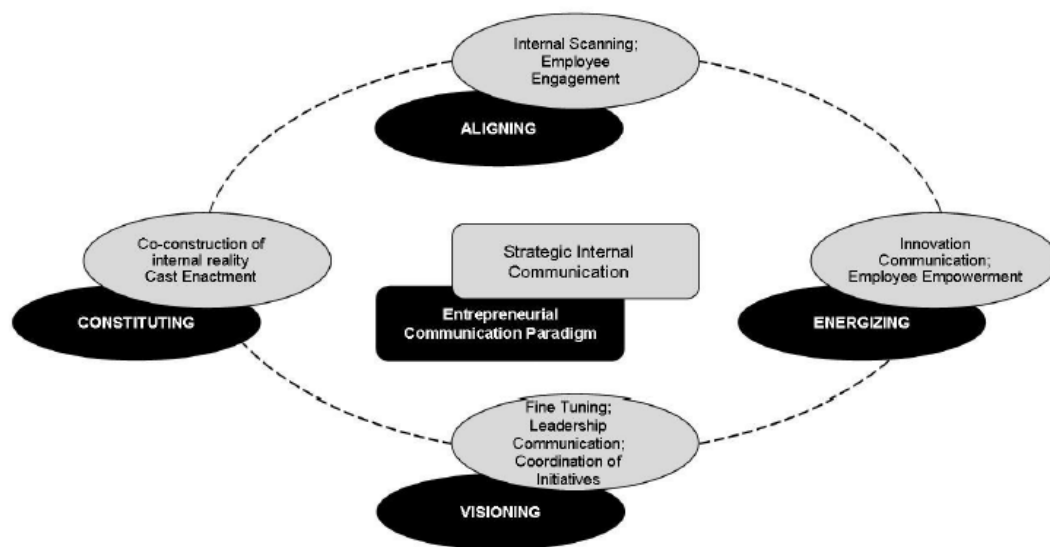 Internal Scanning;
Employee
Engagement
ALIGNING
Co-construction of
internal reality
Cast Enactment
CONSTITUTING
Strategic Internal
Communication
Entrepreneurial
Communication Paradigm
Innovation
Communication;
Employee Empowerment
ENERGIZING
Fine Tuning;
Leadership
Communication;
Coordination of
Initiatives
VISIONING